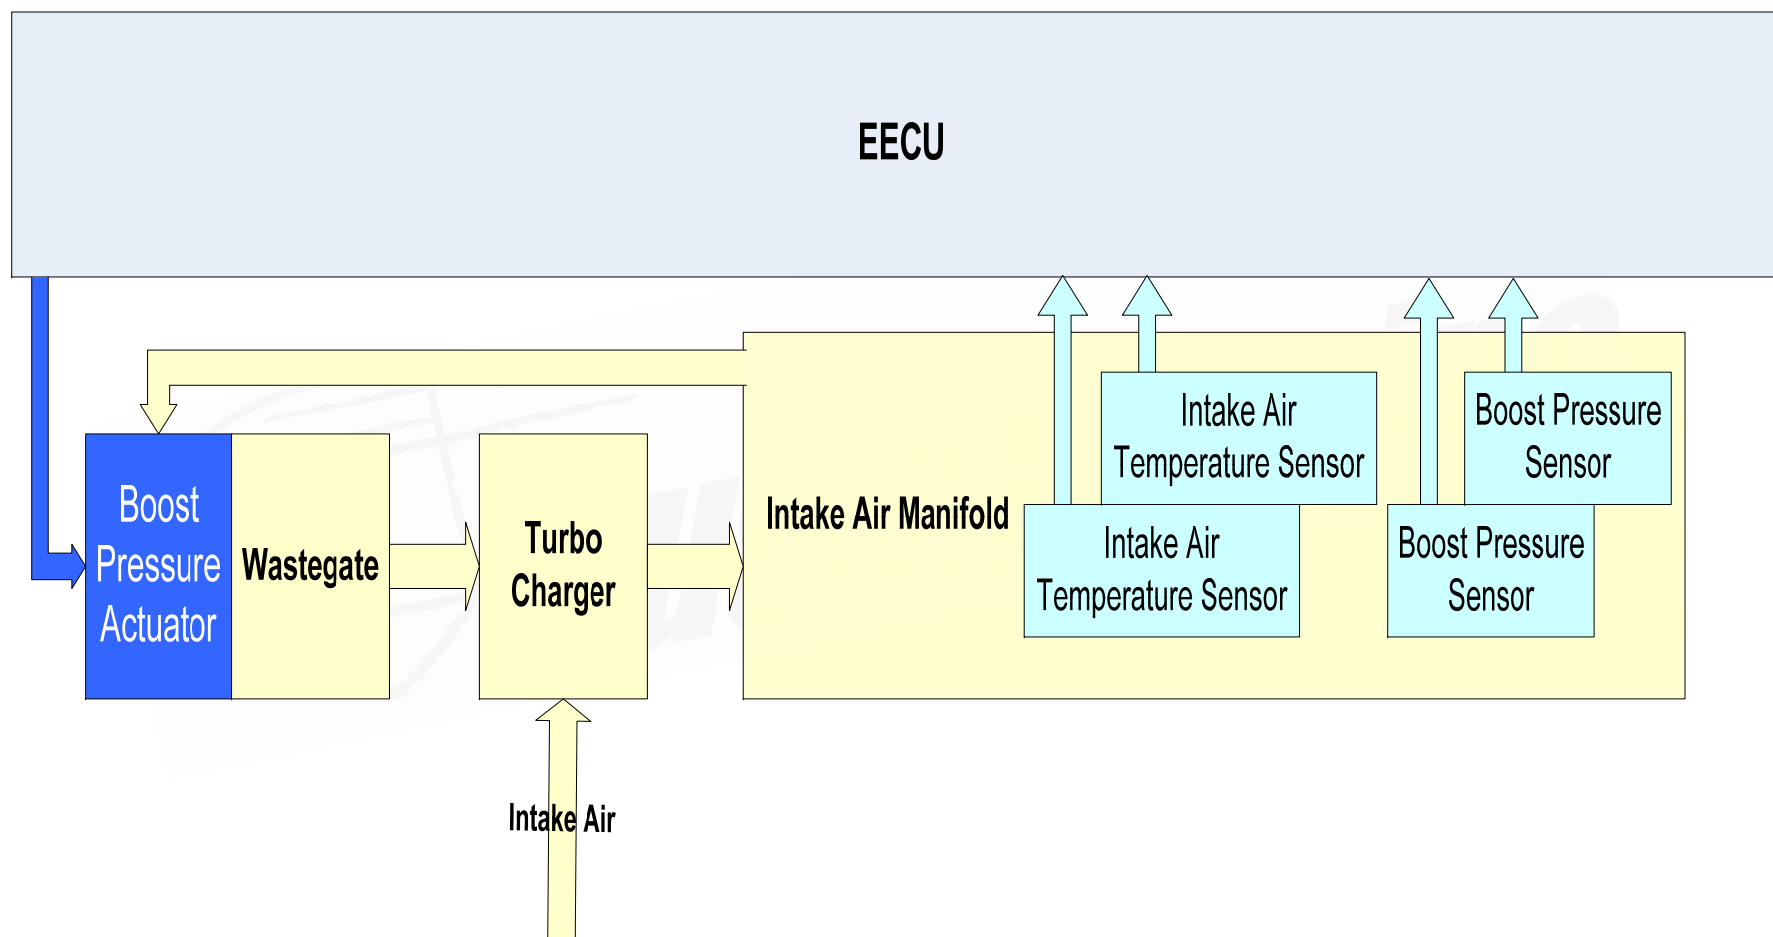 EECU
Boost
Pressure
Actuator
Wastegate
Turbo
Charger
Intake Air Manifold
Intake Air
Temperature Sensor
Intake Air
Temperature Sensor
Boost Pressure
Sensor
Boost Pressure
Sensor
Intake Air